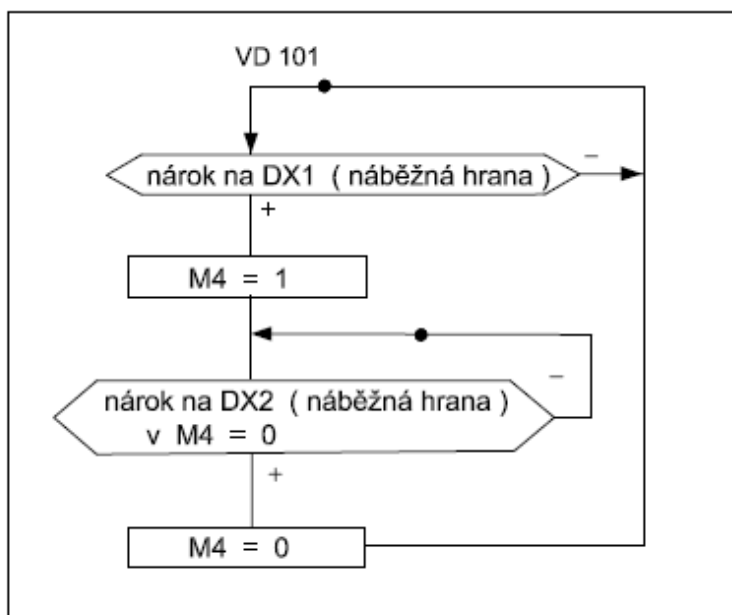 VD 101
nárok na DX1 ( náběžná hrana )
–
+
M4 = 1
–
nárok na DX2 ( náběžná hrana )
v M4 = 0
+
M4 = 0